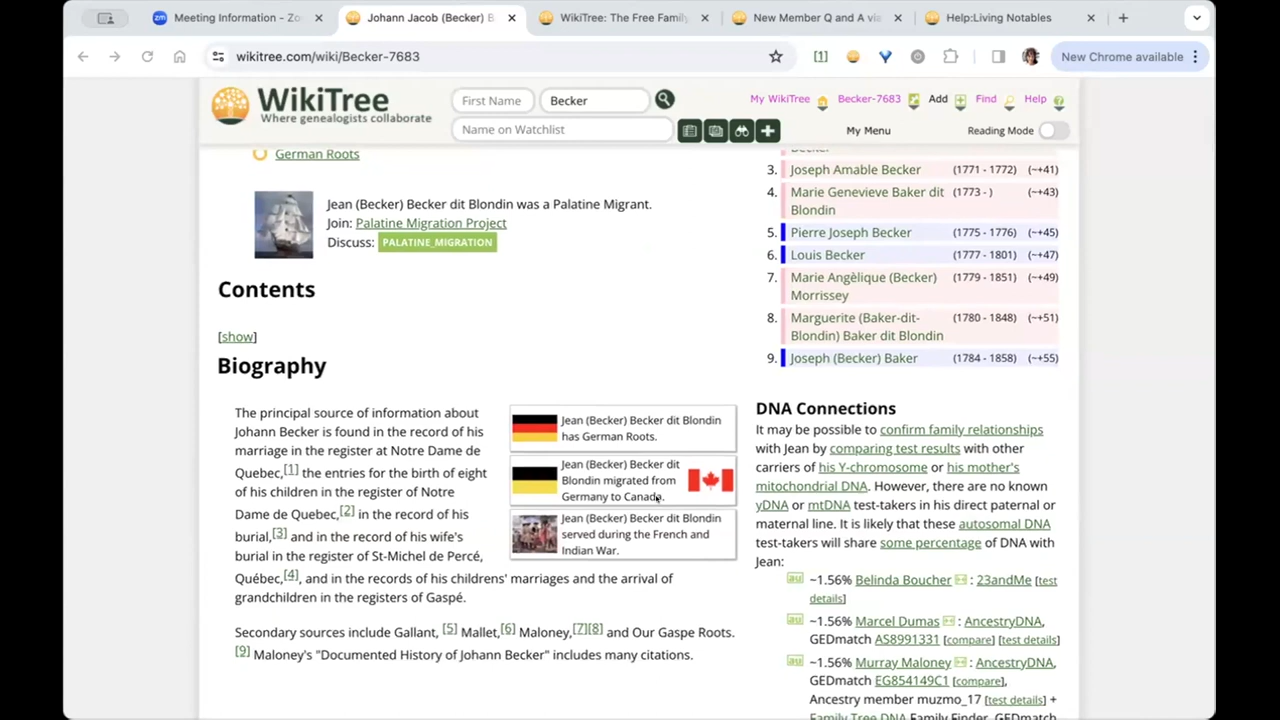 Meeting Information - Zo
Johann Jacob (Becker) B
WikiTree: The Free Family
New Member Q and A via
Help:Living Notables
wikitree.com/wiki/Becker-7683
[1]
New Chrome available
WikiTree
Where genealogists collaborate
First Name
Becker
Name on Watchlist
My WikiTree
Becker-7683
Add
Find
Help
My Menu
Reading Mode
German Roots
Jean (Becker) Becker dit Blondin was a Palatine Migrant.
Join: Palatine Migration Project
Discuss: PALATINE_MIGRATION
Contents
[show]
Biography
The principal source of information about
Johann Becker is found in the record of his
marriage in the register at Notre Dame de
Quebec,[1] the entries for the birth of eight
of his children in the register of Notre
Dame de Quebec,[2] in the record of his
burial,[3] and in the record of his wife's
burial in the register of St-Michel de Percé,
Québec,[4], and in the records of his childrens' marriages and the arrival of
grandchildren in the registers of Gaspé.
Jean (Becker) Becker dit Blondin
has German Roots.
Jean (Becker) Becker dit
Blondin migrated from
Germany to Canada.
Jean (Becker) Becker dit Blondin
served during the French and
Indian War.
Secondary sources include Gallant, [5] Mallet,[6] Maloney,[7][8] and Our Gaspe Roots.
[9] Maloney's "Documented History of Johann Becker" includes many citations.
Becker
3. Joseph Amable Becker (1771 - 1772) (~+41)
4. Marie Genevieve Baker dit (1773 - ) (~+43)
Blondin
5. Pierre Joseph Becker (1775 - 1776) (~+45)
6. Louis Becker (1777 - 1801) (~+47)
7. Marie Angèlique (Becker) (1779 - 1851) (~+49)
Morrissey
8. Marguerite (Baker-dit- (1780 - 1848) (~+51)
Blondin) Baker dit Blondin
9. Joseph (Becker) Baker (1784 - 1858) (~+55)
DNA Connections
It may be possible to confirm family relationships
with Jean by comparing test results with other
carriers of his Y-chromosome or his mother's
mitochondrial DNA. However, there are no known
yDNA or mtDNA test-takers in his direct paternal or
maternal line. It is likely that these autosomal DNA
test-takers will share some percentage of DNA with
Jean:
au ~1.56% Belinda Boucher : 23andMe [test
details]
au ~1.56% Marcel Dumas : AncestryDNA,
GEDmatch AS8991331 [compare] [test details]
au ~1.56% Murray Maloney : AncestryDNA,
GEDmatch EG854149C1 [compare],
Ancestry member muzmo_17 [test details] +
Family Tree DNA Family Finder, GEDmatch